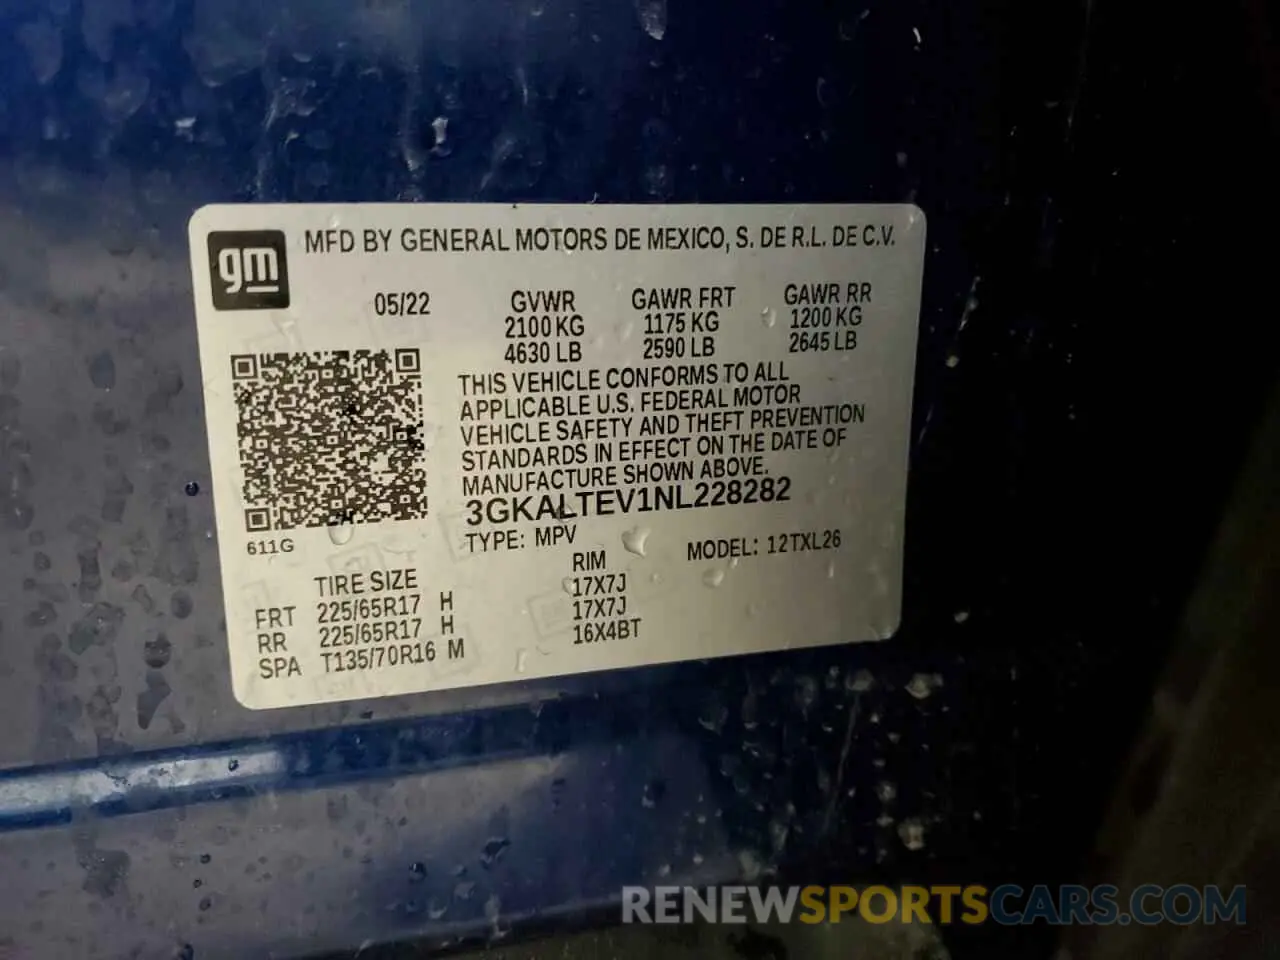 gm
MFD BY GENERAL MOTORS DE MEXICO, S. DE R.L. DE C.V.
05/22 GVWR GAWR FRT GAWR RR
2100 KG 1175 KG 1200 KG
4630 LB 2590 LB 2645 LB
THIS VEHICLE CONFORMS TO ALL
APPLICABLE U.S. FEDERAL MOTOR
VEHICLE SAFETY AND THEFT PREVENTION
STANDARDS IN EFFECT ON THE DATE OF
MANUFACTURE SHOWN ABOVE.
3GKALTEV1NL228282
611G
TYPE: MPV MODEL: 12TXL26
TIRE SIZE RIM
FRT 225/65R17 H 17X7J
RR 225/65R17 H 17X7J
SPA T135/70R16 M 16X4BT
RENEWSPORTSCARS.COM